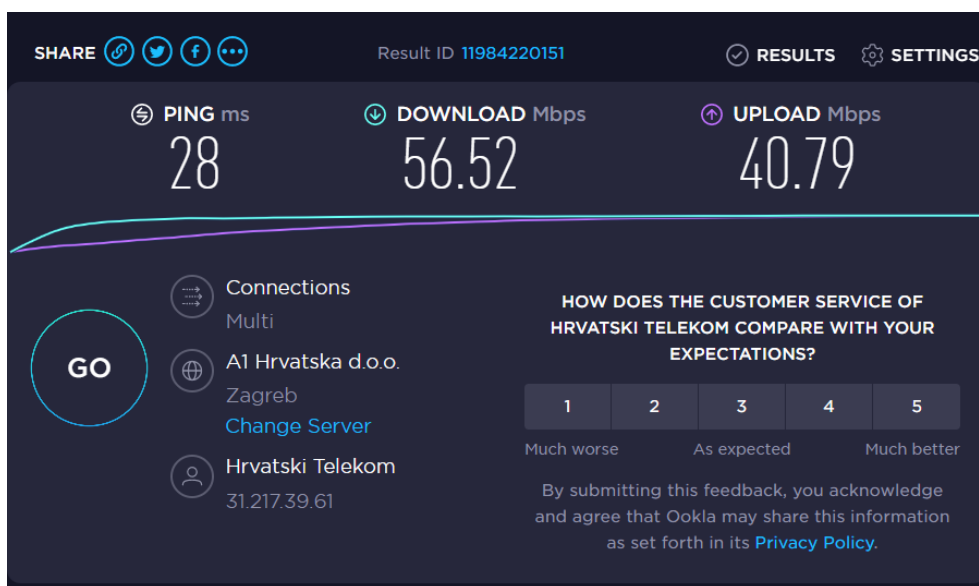 SHARE
Result ID 11984220151
RESULTS
SETTINGS
PING ms
DOWNLOAD Mbps
UPLOAD Mbps
28
56.52
40.79
GO
Connections
Multi
A1 Hrvatska d.o.o.
Zagreb
Change Server
Hrvatski Telekom
31.217.39.61
HOW DOES THE CUSTOMER SERVICE OF
HRVATSKI TELEKOM COMPARE WITH YOUR
EXPECTATIONS?
1 2 3 4 5
Much worse As expected Much better
By submitting this feedback, you acknowledge
and agree that Ookla may share this information
as set forth in its Privacy Policy.